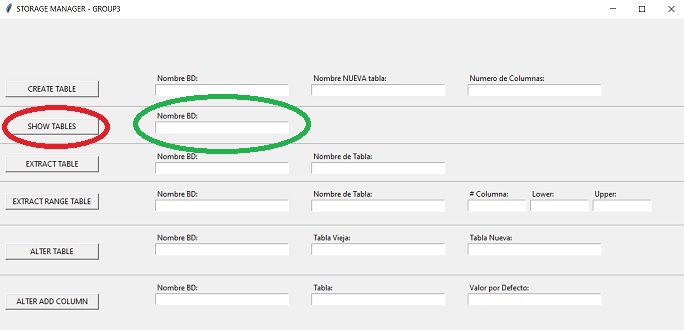 STORAGE MANAGER - GROUP3
Nombre BD: Nombre NUEVA tabla: Numero de Columnas:
CREATE TABLE
Nombre BD:
SHOW TABLES
Nombre BD: Nombre de Tabla:
EXTRACT TABLE
Nombre BD: Nombre de Tabla: # Columna: Lower: Upper:
EXTRACT RANGE TABLE
Nombre BD: Tabla Vieja: Tabla Nueva:
ALTER TABLE
Nombre BD: Tabla: Valor por Defecto:
ALTER ADD COLUMN